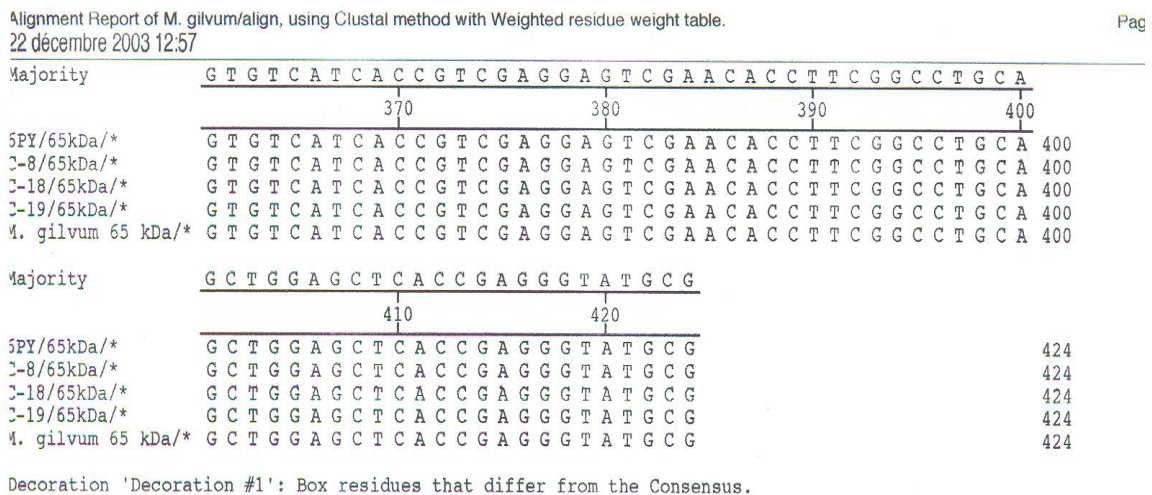 Alignment Report of M. gilvum/align, using Clustal method with Weighted residue weight table. Pag
22 décembre 2003 12:57
Majority G T G T C A T C A C C G T C G A G G A G T C G A A C A C C T T C G G C C T G C A
370 380 390 400
5PY/65kDa/* G T G T C A T C A C C G T C G A G G A G T C G A A C A C C T T C G G C C T G C A 400
C-8/65kDa/* G T G T C A T C A C C G T C G A G G A G T C G A A C A C C T T C G G C C T G C A 400
C-18/65kDa/* G T G T C A T C A C C G T C G A G G A G T C G A A C A C C T T C G G C C T G C A 400
C-19/65kDa/* G T G T C A T C A C C G T C G A G G A G T C G A A C A C C T T C G G C C T G C A 400
M. gilvum 65 kDa/* G T G T C A T C A C C G T C G A G G A G T C G A A C A C C T T C G G C C T G C A 400
Majority G C T G G A G C T C A C C G A G G G T A T G C G
410 420
5PY/65kDa/* G C T G G A G C T C A C C G A G G G T A T G C G 424
C-8/65kDa/* G C T G G A G C T C A C C G A G G G T A T G C G 424
C-18/65kDa/* G C T G G A G C T C A C C G A G G G T A T G C G 424
C-19/65kDa/* G C T G G A G C T C A C C G A G G G T A T G C G 424
M. gilvum 65 kDa/* G C T G G A G C T C A C C G A G G G T A T G C G 424
Decoration 'Decoration #1': Box residues that differ from the Consensus.